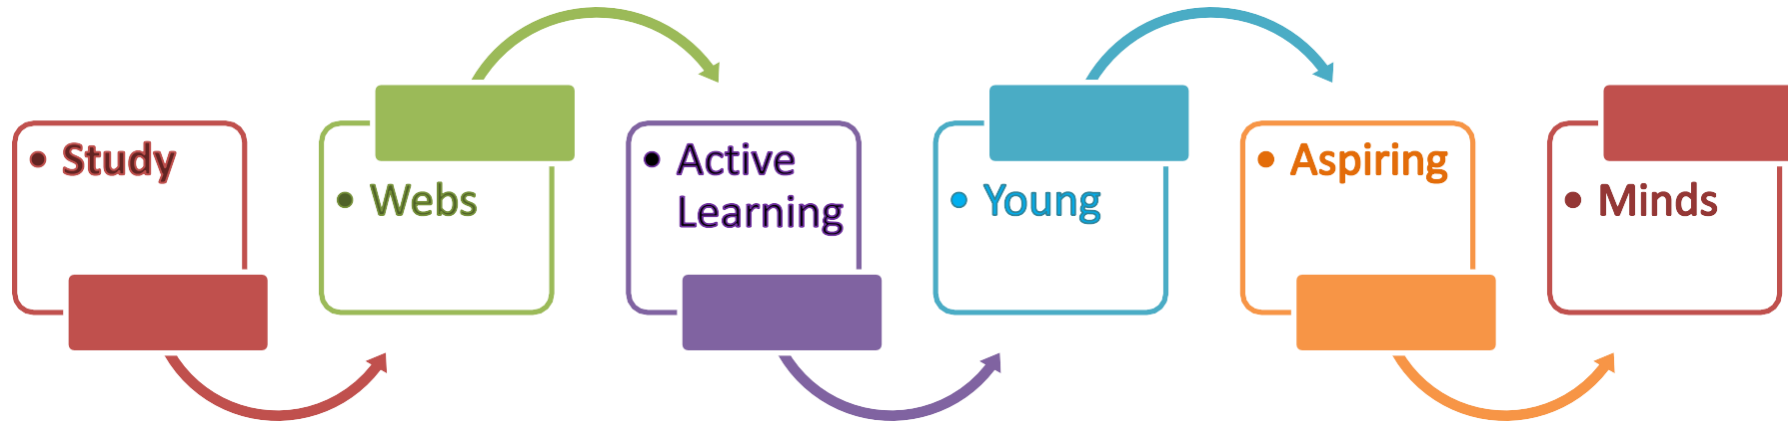 • Study
• Webs
• Active
Learning
• Young
• Aspiring
• Minds